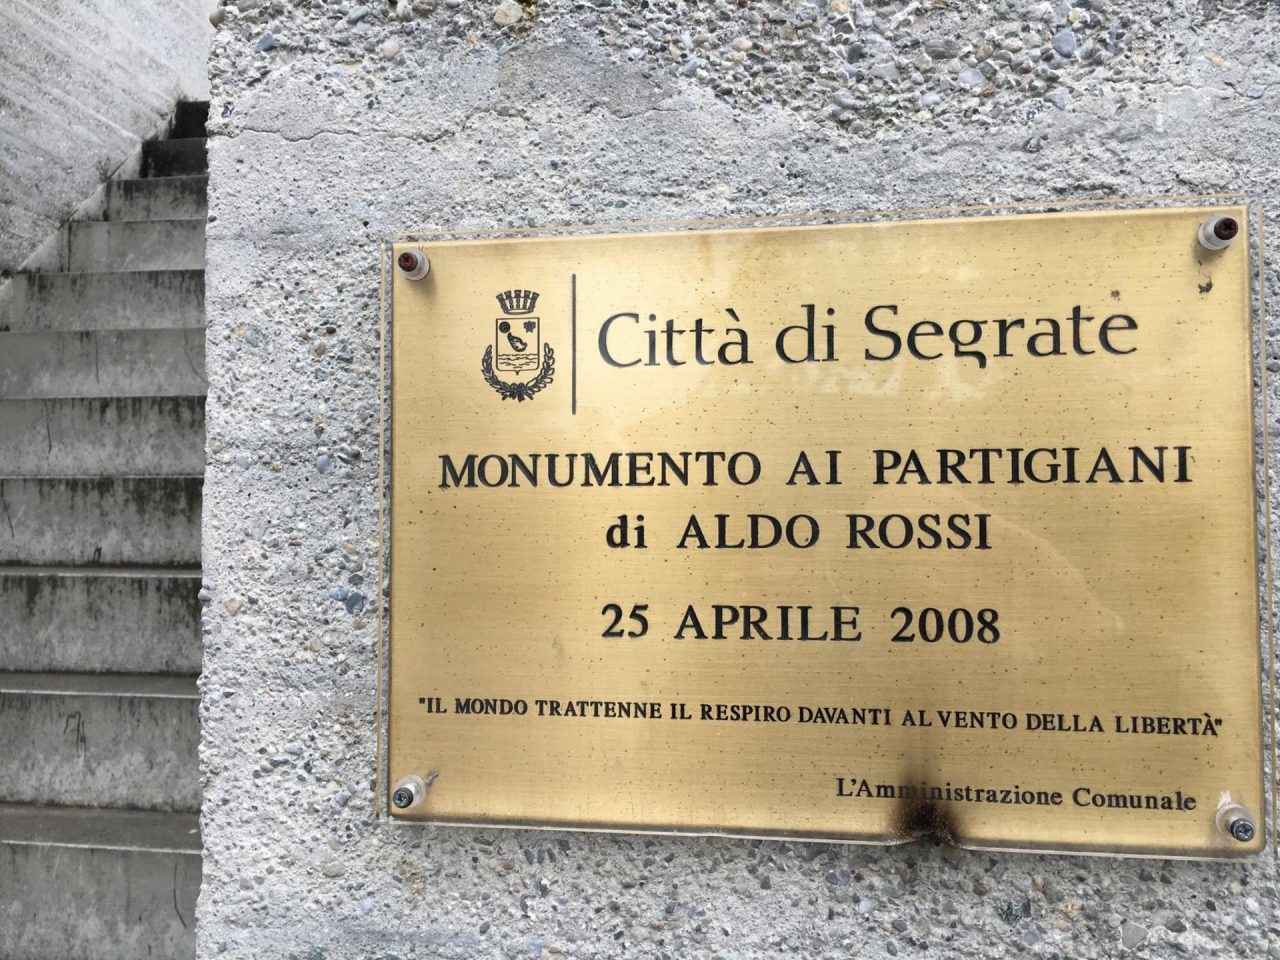 Città di Segrate
MONUMENTO AI PARTIGIANI
di ALDO ROSSI
25 APRILE 2008
"IL MONDO TRATTENNE IL RESPIRO DAVANTI AL VENTO DELLA LIBERTÀ"
L'Amministrazione Comunale